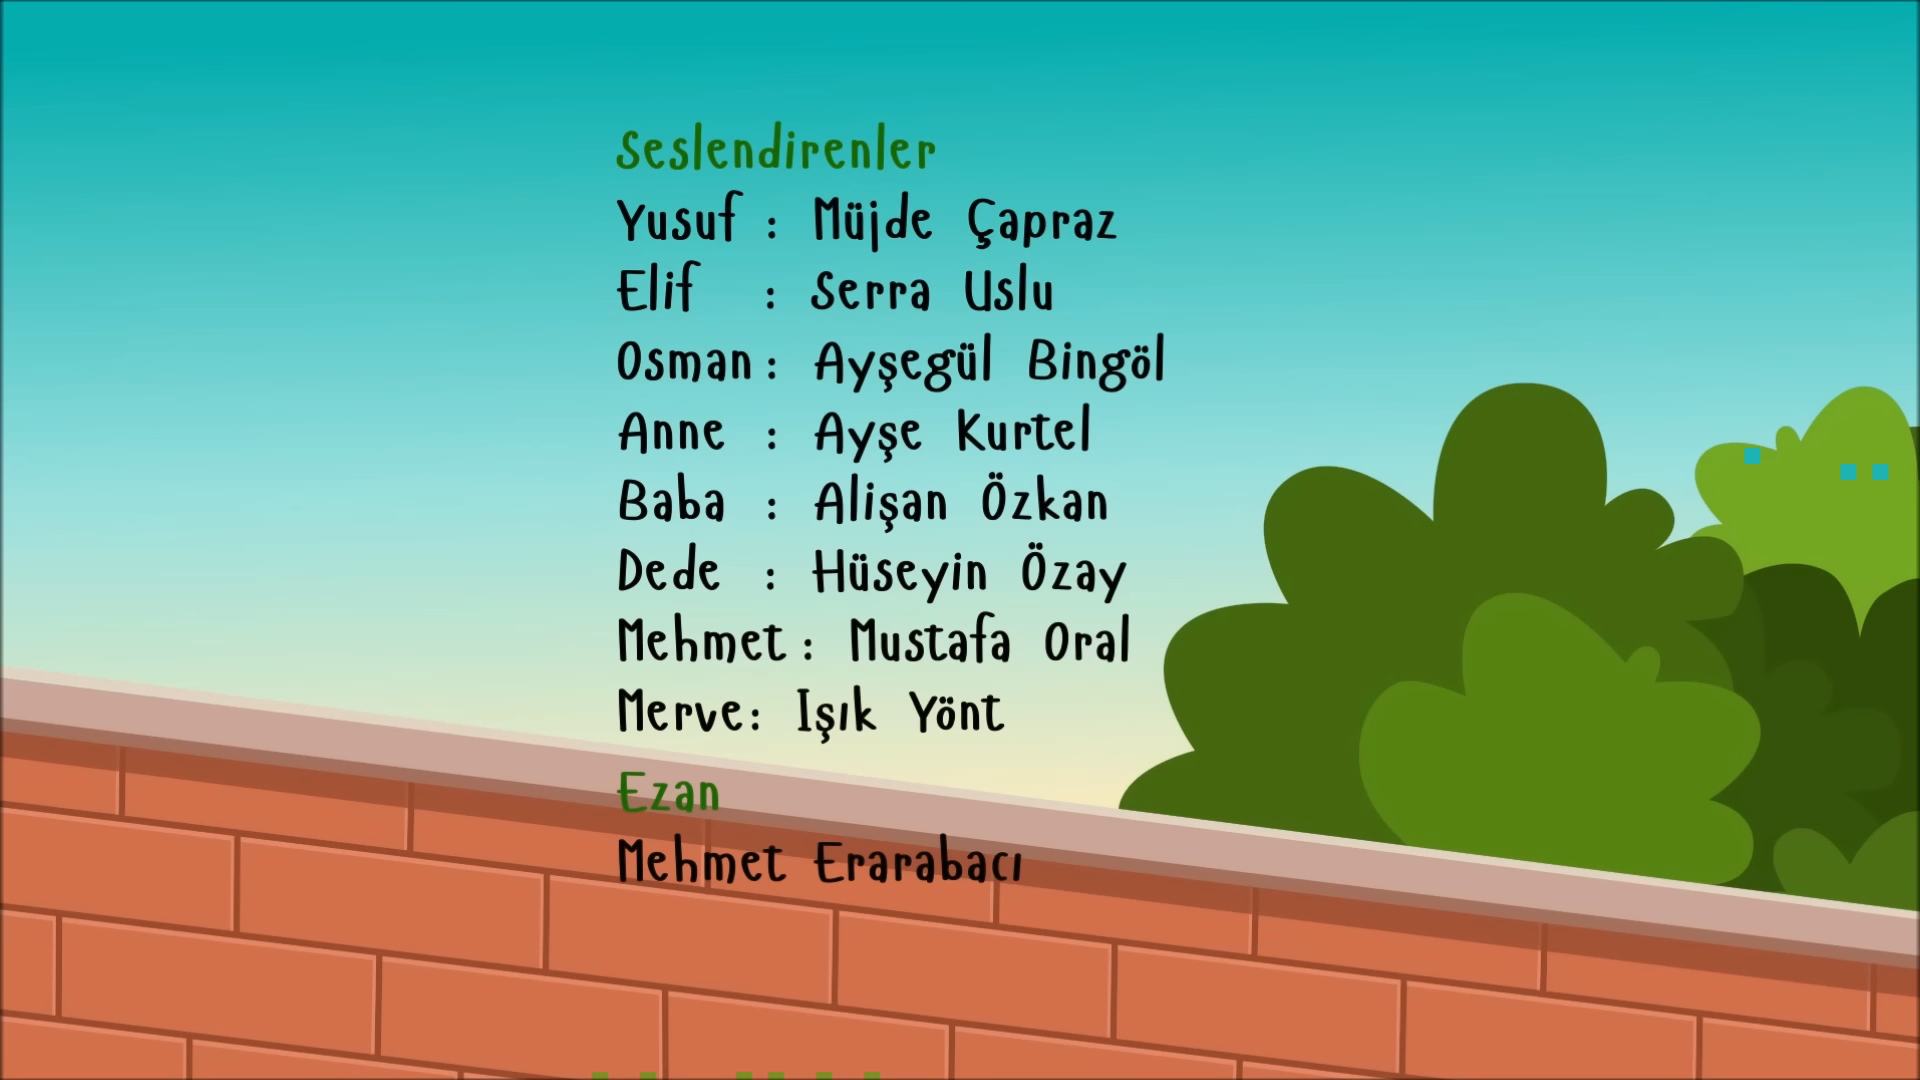 Seslendirenler
Yusuf : Müjde Çapraz
Elif : Serra Uslu
Osman : Ayşegül Bingöl
Anne : Ayşe Kurtel
Baba : Alişan Özkan
Dede : Hüseyin Özay
Mehmet : Mustafa Oral
Merve: Işık Yönt
Ezan
Mehmet Erarabacı